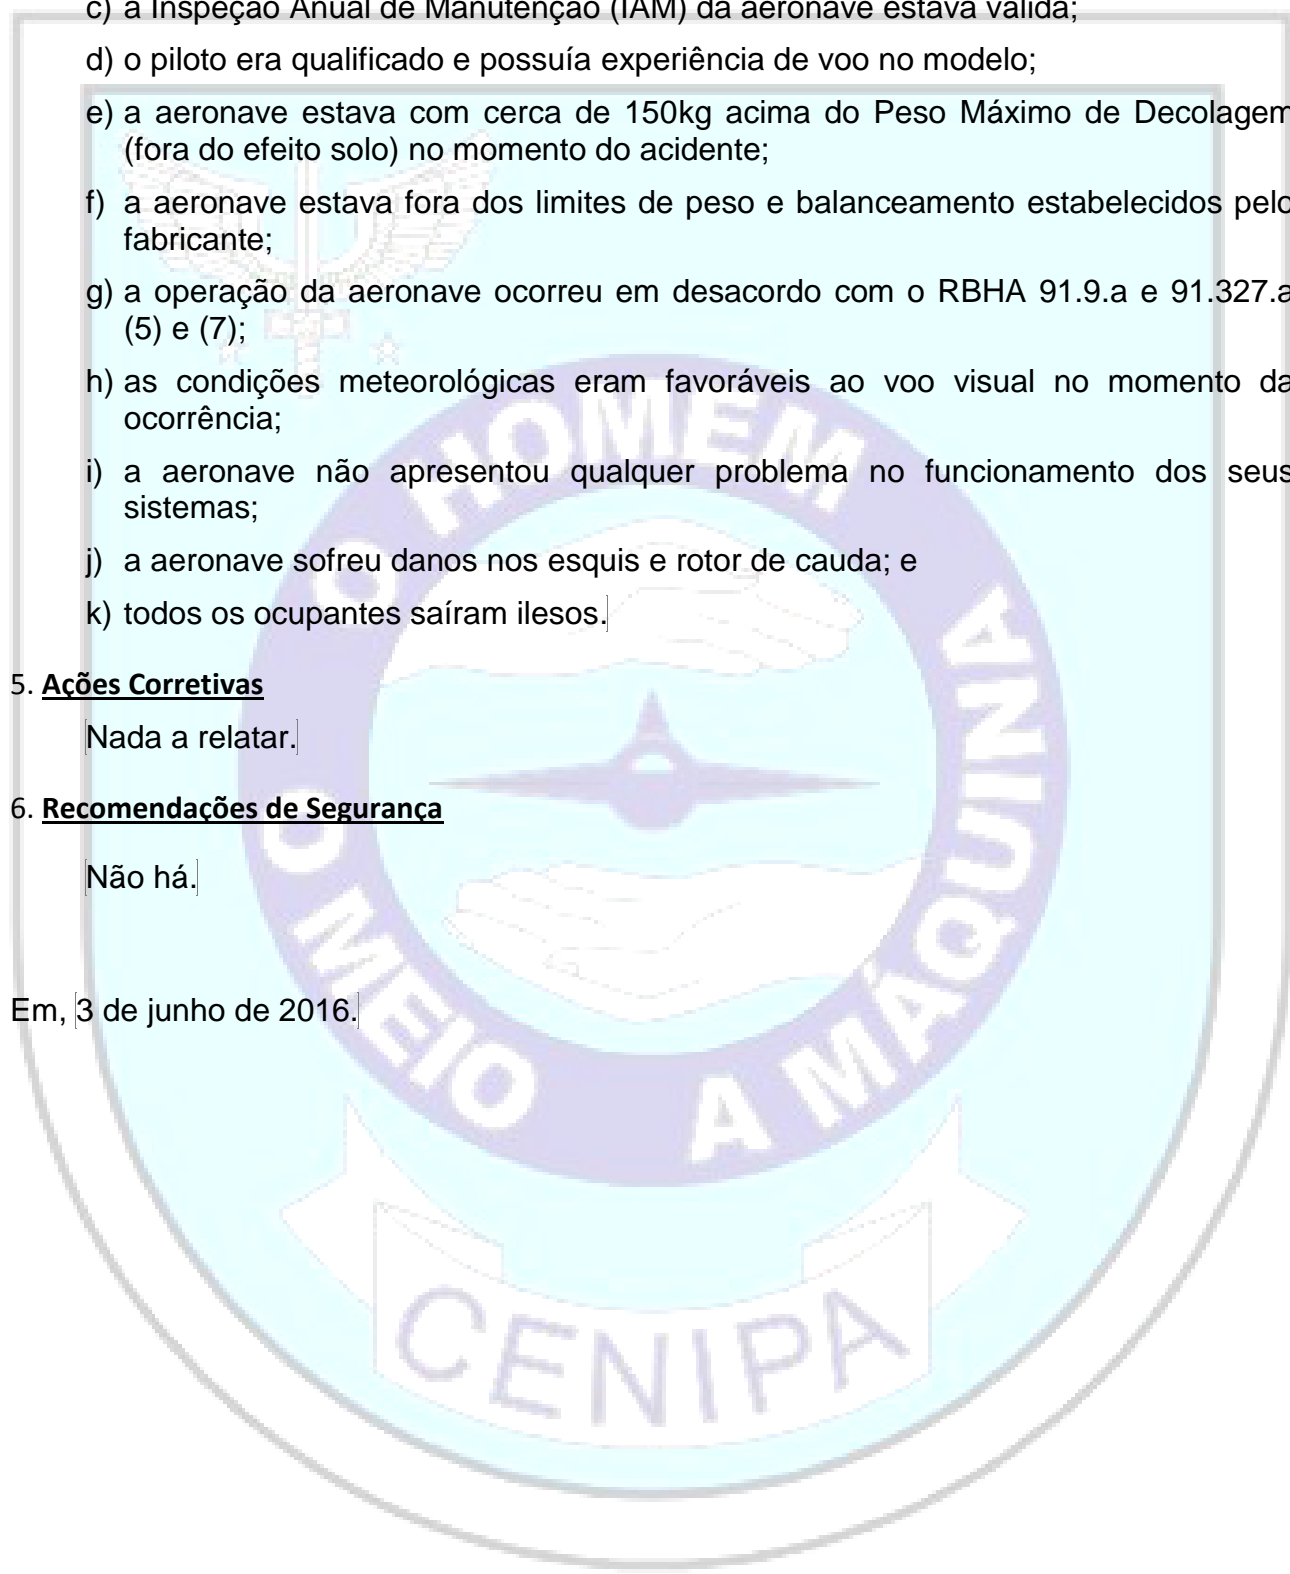 c) a Inspeção Anual de Manutenção (IAM) da aeronave estava válida;
d) o piloto era qualificado e possuía experiência de voo no modelo;
e) a aeronave estava com cerca de 150kg acima do Peso Máximo de Decolagem
(fora do efeito solo) no momento do acidente;
f) a aeronave estava fora dos limites de peso e balanceamento estabelecidos pelo
fabricante;
g) a operação da aeronave ocorreu em desacordo com o RBHA 91.9.a e 91.327.a
(5) e (7);
h) as condições meteorológicas eram favoráveis ao voo visual no momento da
ocorrência;
i) a aeronave não apresentou qualquer problema no funcionamento dos seus
sistemas;
j) a aeronave sofreu danos nos esquis e rotor de cauda; e
k) todos os ocupantes saíram ilesos.
5. Ações Corretivas
Nada a relatar.
6. Recomendações de Segurança
Não há.
Em, 3 de junho de 2016.
O HOMEM
O MEIO
A MÁQUINA
CENIPA